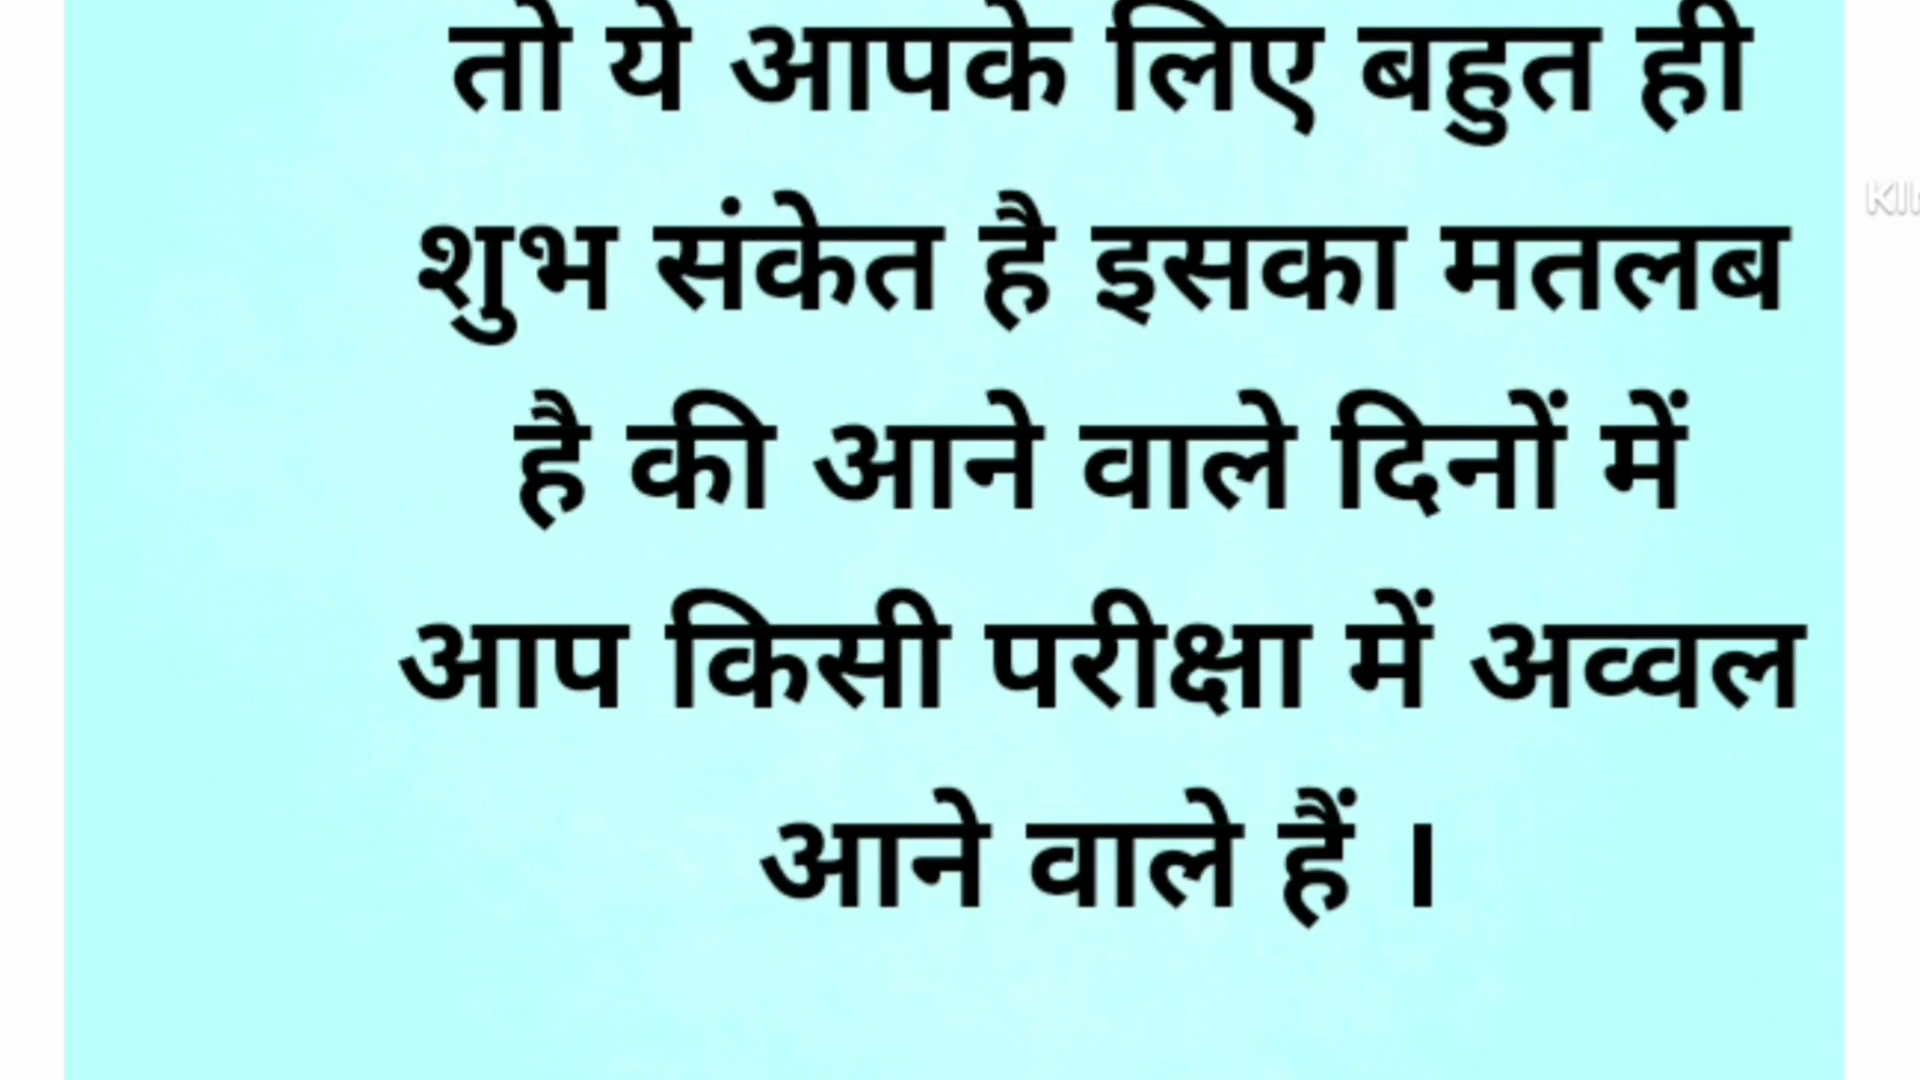 तो ये आपके लिए बहुत ही
शुभ संकेत है इसका मतलब
है की आने वाले दिनों में
आप किसी परीक्षा में अव्वल
आने वाले हैं ।